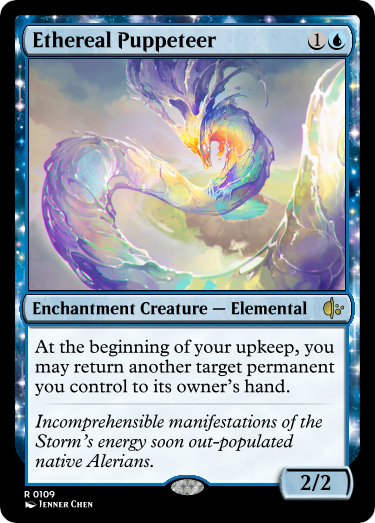 Ethereal Puppeteer 1
Enchantment Creature — Elemental
At the beginning of your upkeep, you
may return another target permanent
you control to its owner's hand.
Incomprehensible manifestations of the
Storm's energy soon out-populated
native Alerians.
2/2
R 0109
Jenner Chen